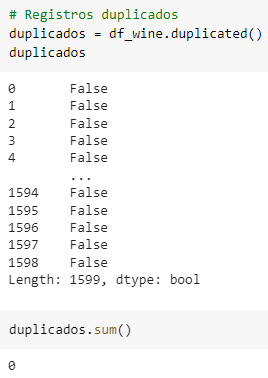 # Registros duplicados
duplicados = df_wine.duplicated()
duplicados
0       False
1       False
2       False
3       False
4       False
        ...
1594    False
1595    False
1596    False
1597    False
1598    False
Length: 1599, dtype: bool
duplicados.sum()
0